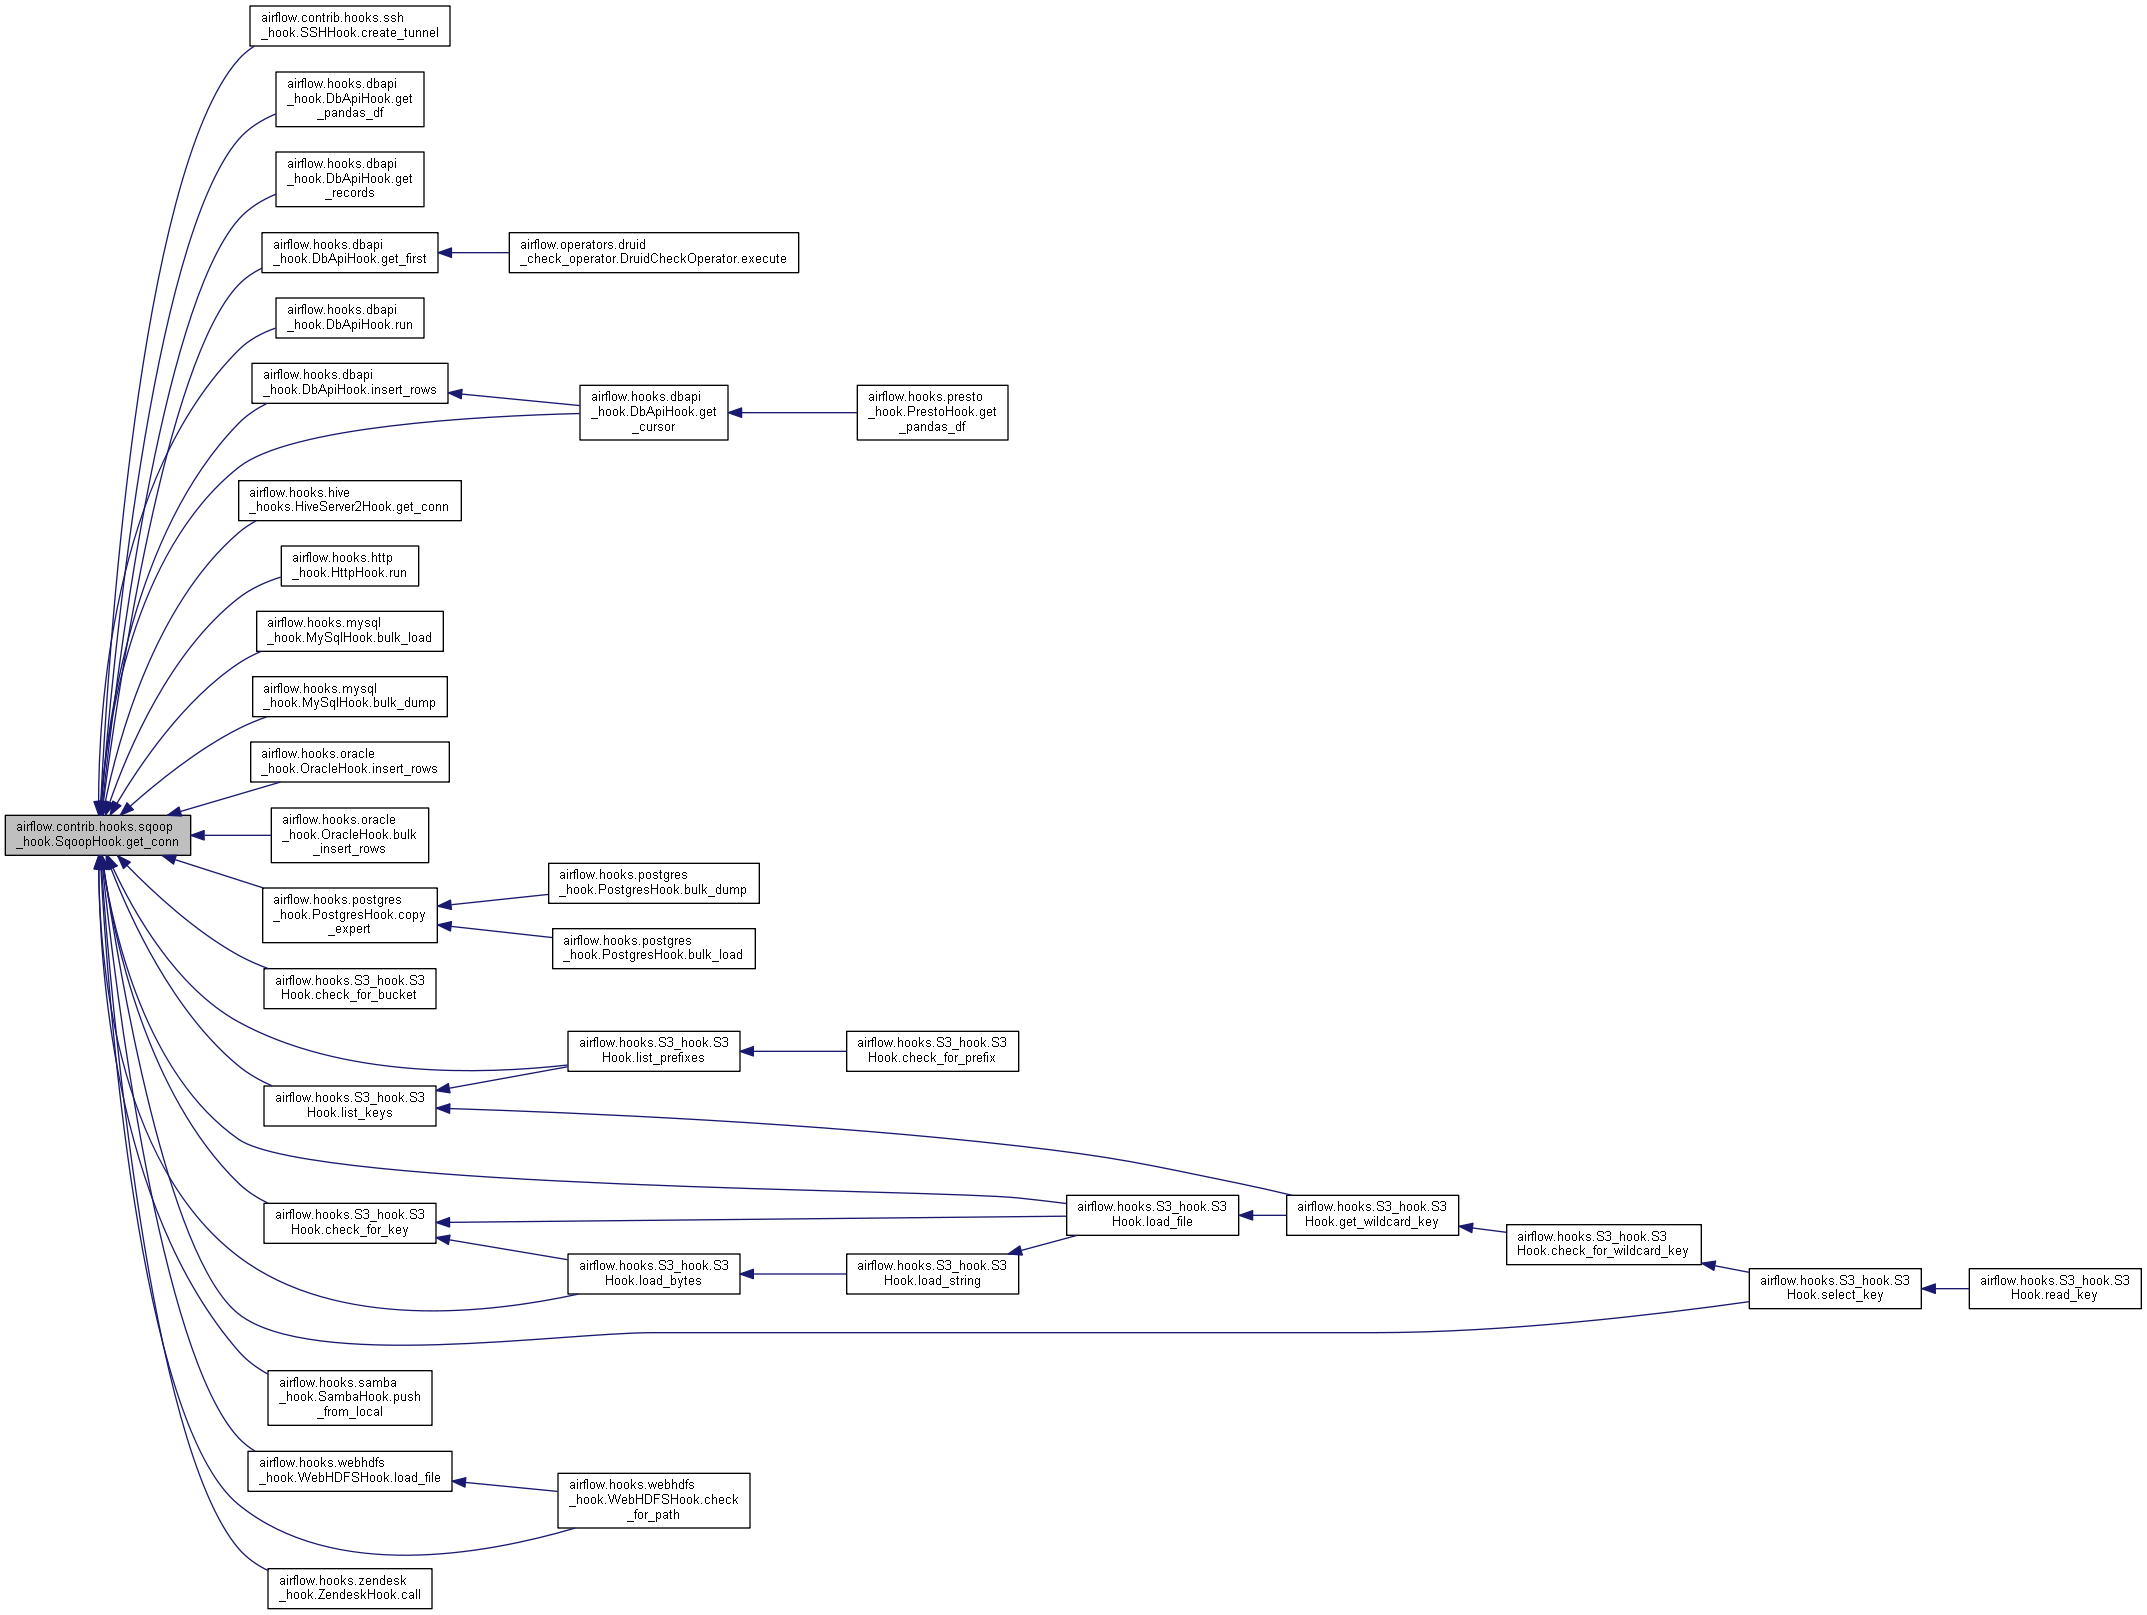 airflow.contrib.hooks.ssh
_hook.SSHHook.create_tunnel
airflow.hooks.dbapi
_hook.DbApiHook.get
_pandas_df
airflow.hooks.dbapi
_hook.DbApiHook.get
_records
airflow.hooks.dbapi
_hook.DbApiHook.get_first
airflow.operators.druid
_check_operator.DruidCheckOperator.execute
airflow.hooks.dbapi
_hook.DbApiHook.run
airflow.hooks.dbapi
_hook.DbApiHook.insert_rows
airflow.hooks.dbapi
_hook.DbApiHook.get
_cursor
airflow.hooks.presto
_hook.PrestoHook.get
_pandas_df
airflow.hooks.hive
_hooks.HiveServer2Hook.get_conn
airflow.hooks.http
_hook.HttpHook.run
airflow.hooks.mysql
_hook.MySqlHook.bulk_load
airflow.hooks.mysql
_hook.MySqlHook.bulk_dump
airflow.hooks.oracle
_hook.OracleHook.insert_rows
airflow.contrib.hooks.sqoop
_hook.SqoopHook.get_conn
airflow.hooks.oracle
_hook.OracleHook.bulk
_insert_rows
airflow.hooks.postgres
_hook.PostgresHook.copy
_expert
airflow.hooks.postgres
_hook.PostgresHook.bulk_dump
airflow.hooks.postgres
_hook.PostgresHook.bulk_load
airflow.hooks.S3_hook.S3
Hook.check_for_bucket
airflow.hooks.S3_hook.S3
Hook.list_prefixes
airflow.hooks.S3_hook.S3
Hook.check_for_prefix
airflow.hooks.S3_hook.S3
Hook.list_keys
airflow.hooks.S3_hook.S3
Hook.check_for_key
airflow.hooks.S3_hook.S3
Hook.load_file
airflow.hooks.S3_hook.S3
Hook.get_wildcard_key
airflow.hooks.S3_hook.S3
Hook.check_for_wildcard_key
airflow.hooks.S3_hook.S3
Hook.load_bytes
airflow.hooks.S3_hook.S3
Hook.load_string
airflow.hooks.S3_hook.S3
Hook.select_key
airflow.hooks.S3_hook.S3
Hook.read_key
airflow.hooks.samba
_hook.SambaHook.push
_from_local
airflow.hooks.webhdfs
_hook.WebHDFSHook.load_file
airflow.hooks.webhdfs
_hook.WebHDFSHook.check
_for_path
airflow.hooks.zendesk
_hook.ZendeskHook.call